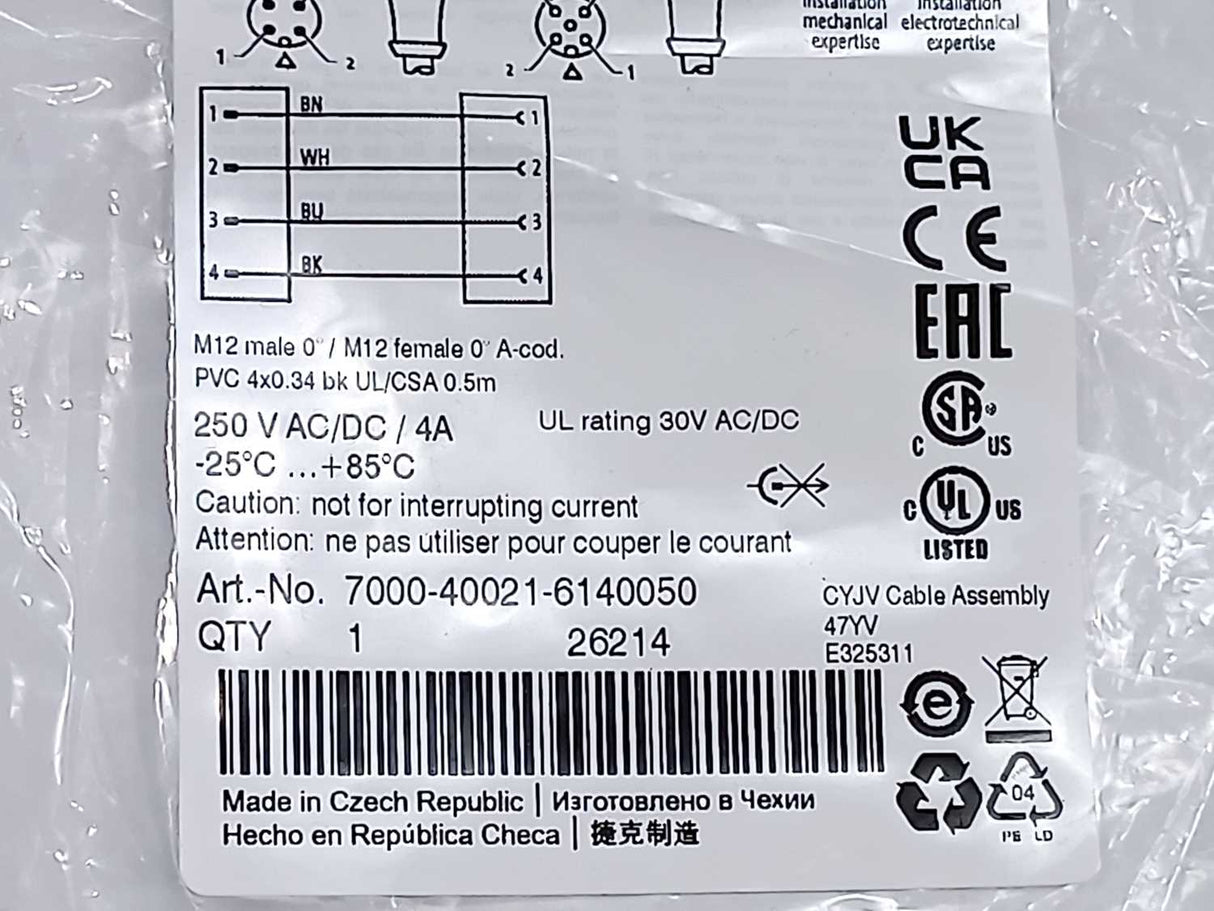 Installation Installation
mechanical electrotechnical
expertise expertise
1 2 2 1
1 BN 1
2 WH 2
3 BU 3
4 BK 4
UK
CA
CE
EAC
M12 male 0° / M12 female 0° A-cod.
PVC 4x0.34 bk UL/CSA 0.5m
250 V AC/DC / 4A UL rating 30V AC/DC
-25°C ...+85°C
C SA® US
Caution: not for interrupting current
C UL US
LISTED
Attention: ne pas utiliser pour couper le courant
Art.-No. 7000-40021-6140050
CYJV Cable Assembly
47YV
E325311
QTY 1 26214
e
04
PE LD
Made in Czech Republic | Изготовлено в Чехии
Hecho en República Checa | 捷克制造